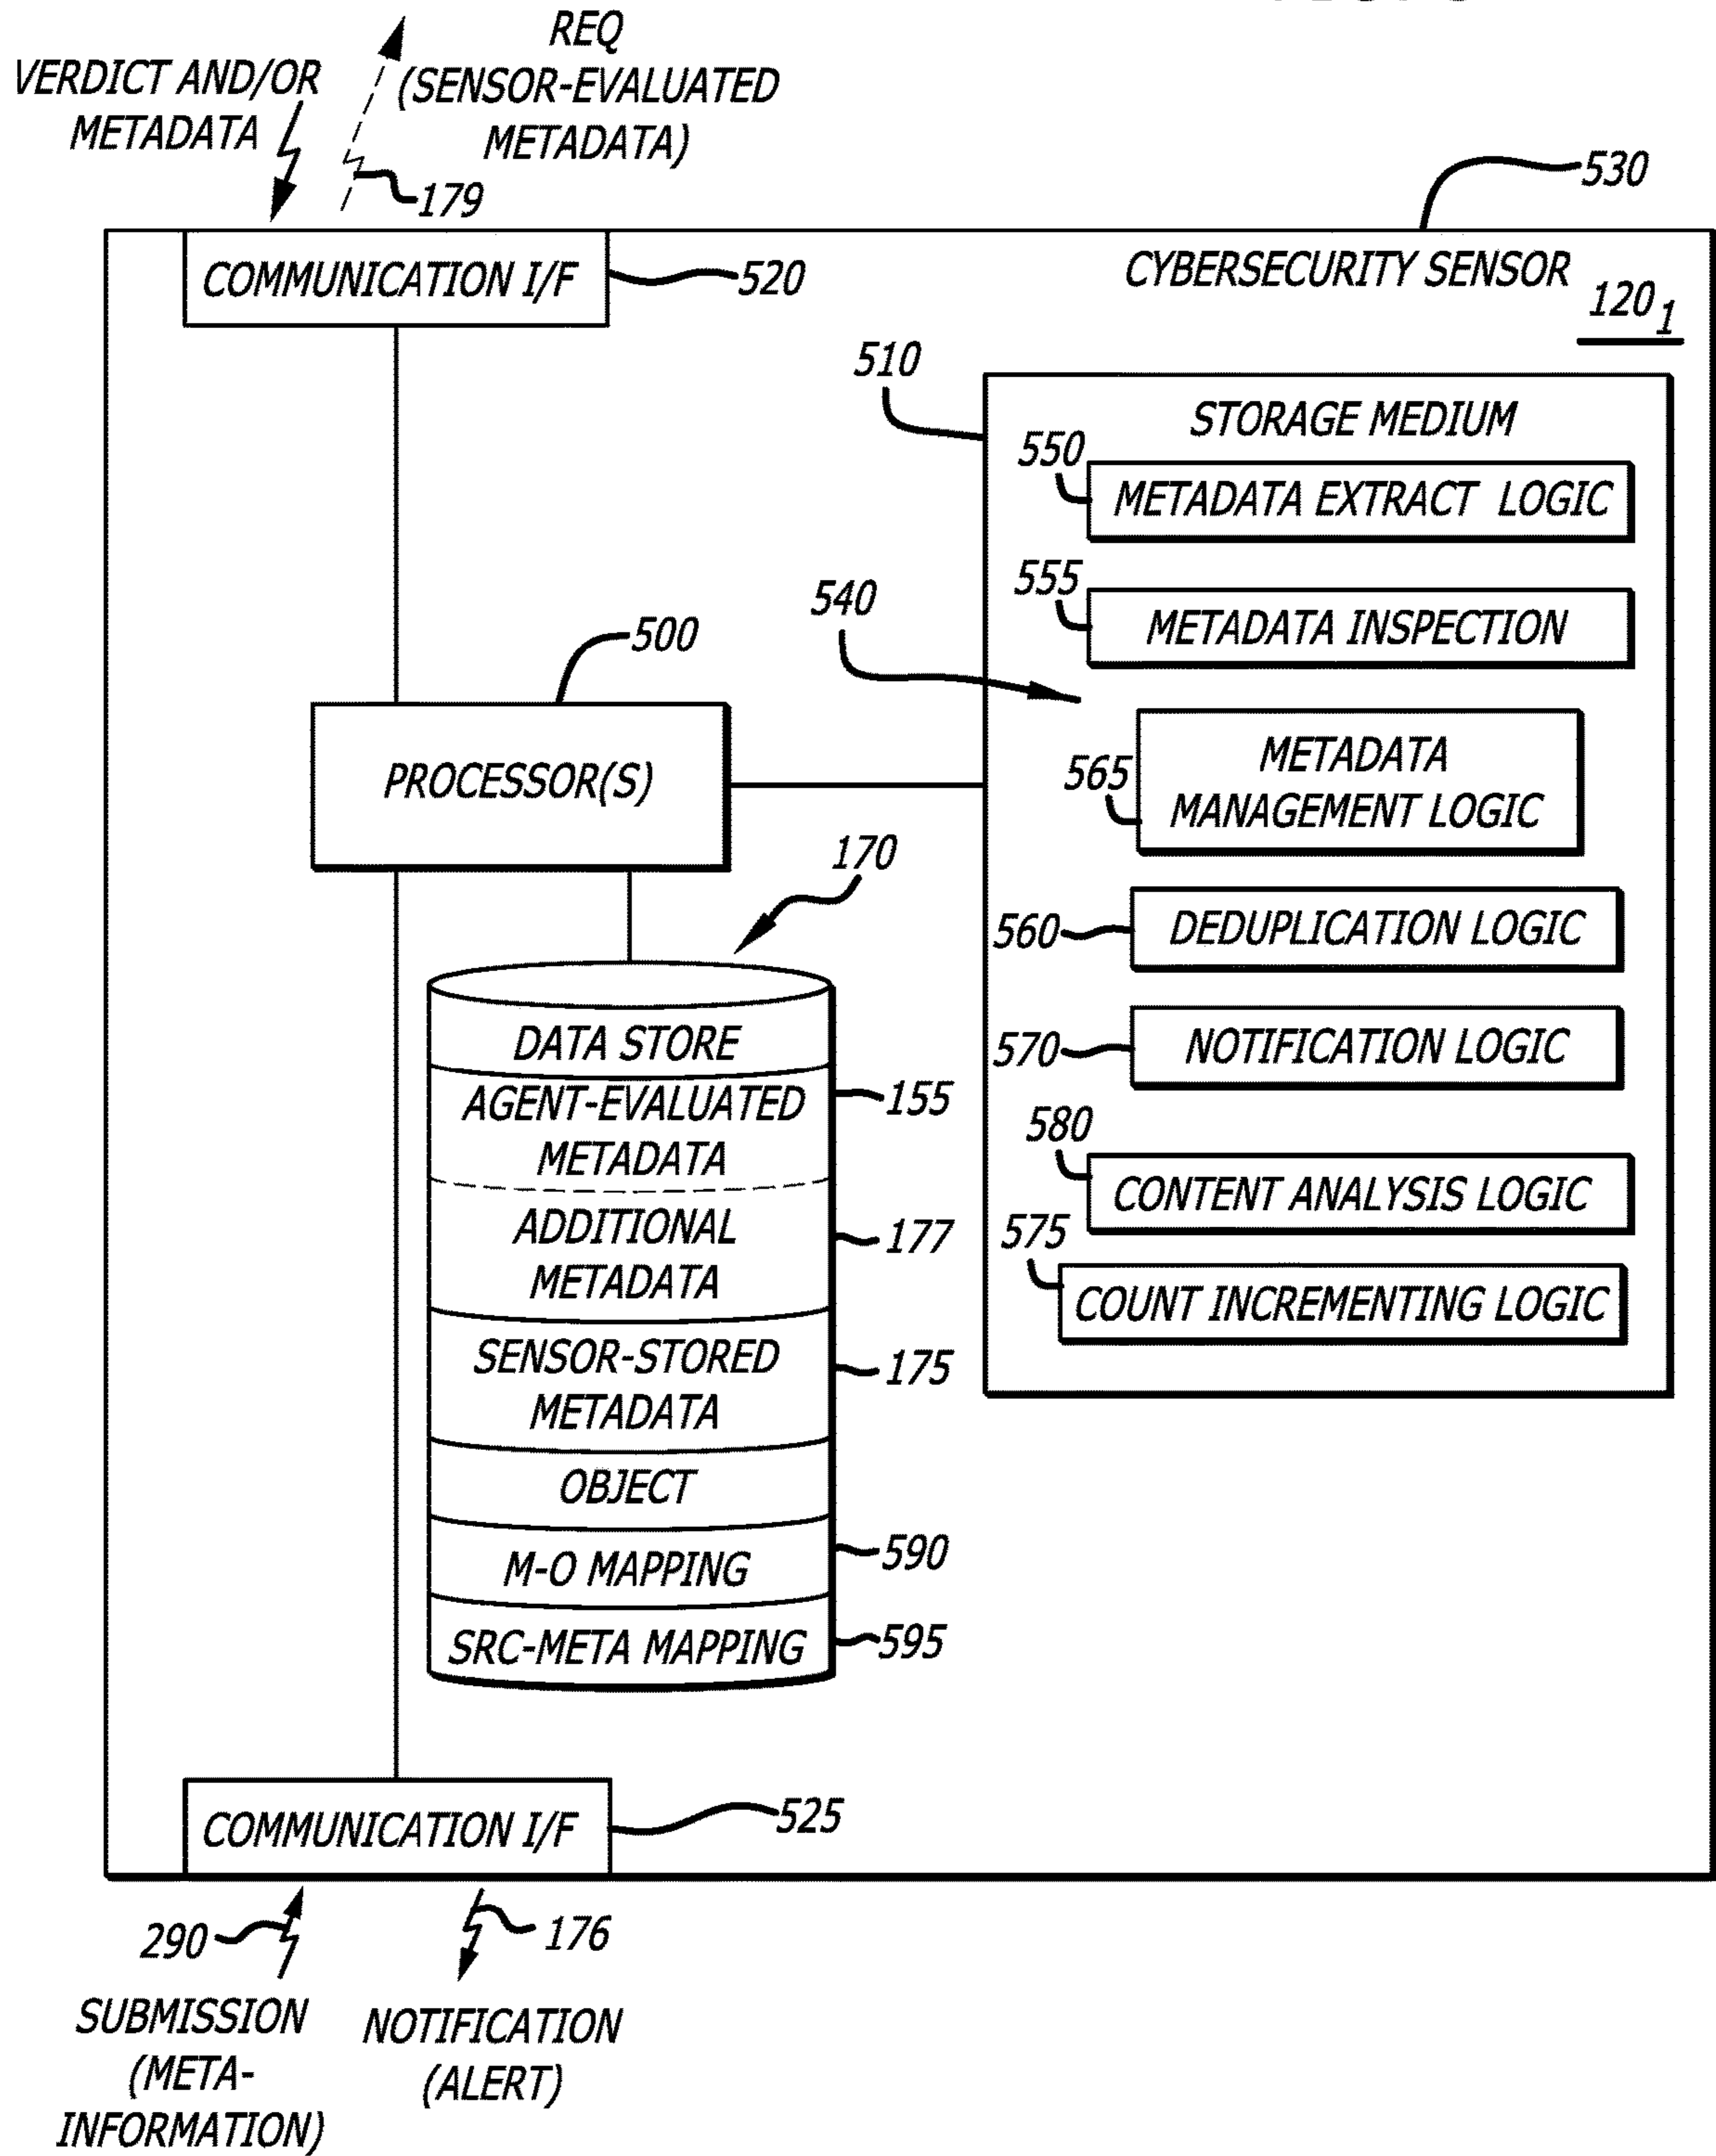 VERDICT AND/OR
METADATA
REQ
(SENSOR-EVALUATED
METADATA)
179
530
COMMUNICATION I/F
520
CYBERSECURITY SENSOR
120₁
510
STORAGE MEDIUM
550
METADATA EXTRACT LOGIC
555
METADATA INSPECTION
540
500
PROCESSOR(S)
565
METADATA
MANAGEMENT LOGIC
170
560
DEDUPLICATION LOGIC
570
NOTIFICATION LOGIC
580
CONTENT ANALYSIS LOGIC
575
COUNT INCREMENTING LOGIC
DATA STORE
AGENT-EVALUATED
METADATA
155
ADDITIONAL
METADATA
177
SENSOR-STORED
METADATA
175
OBJECT
M-O MAPPING
590
SRC-META MAPPING
595
COMMUNICATION I/F
525
290
176
SUBMISSION
(META-
INFORMATION)
NOTIFICATION
(ALERT)